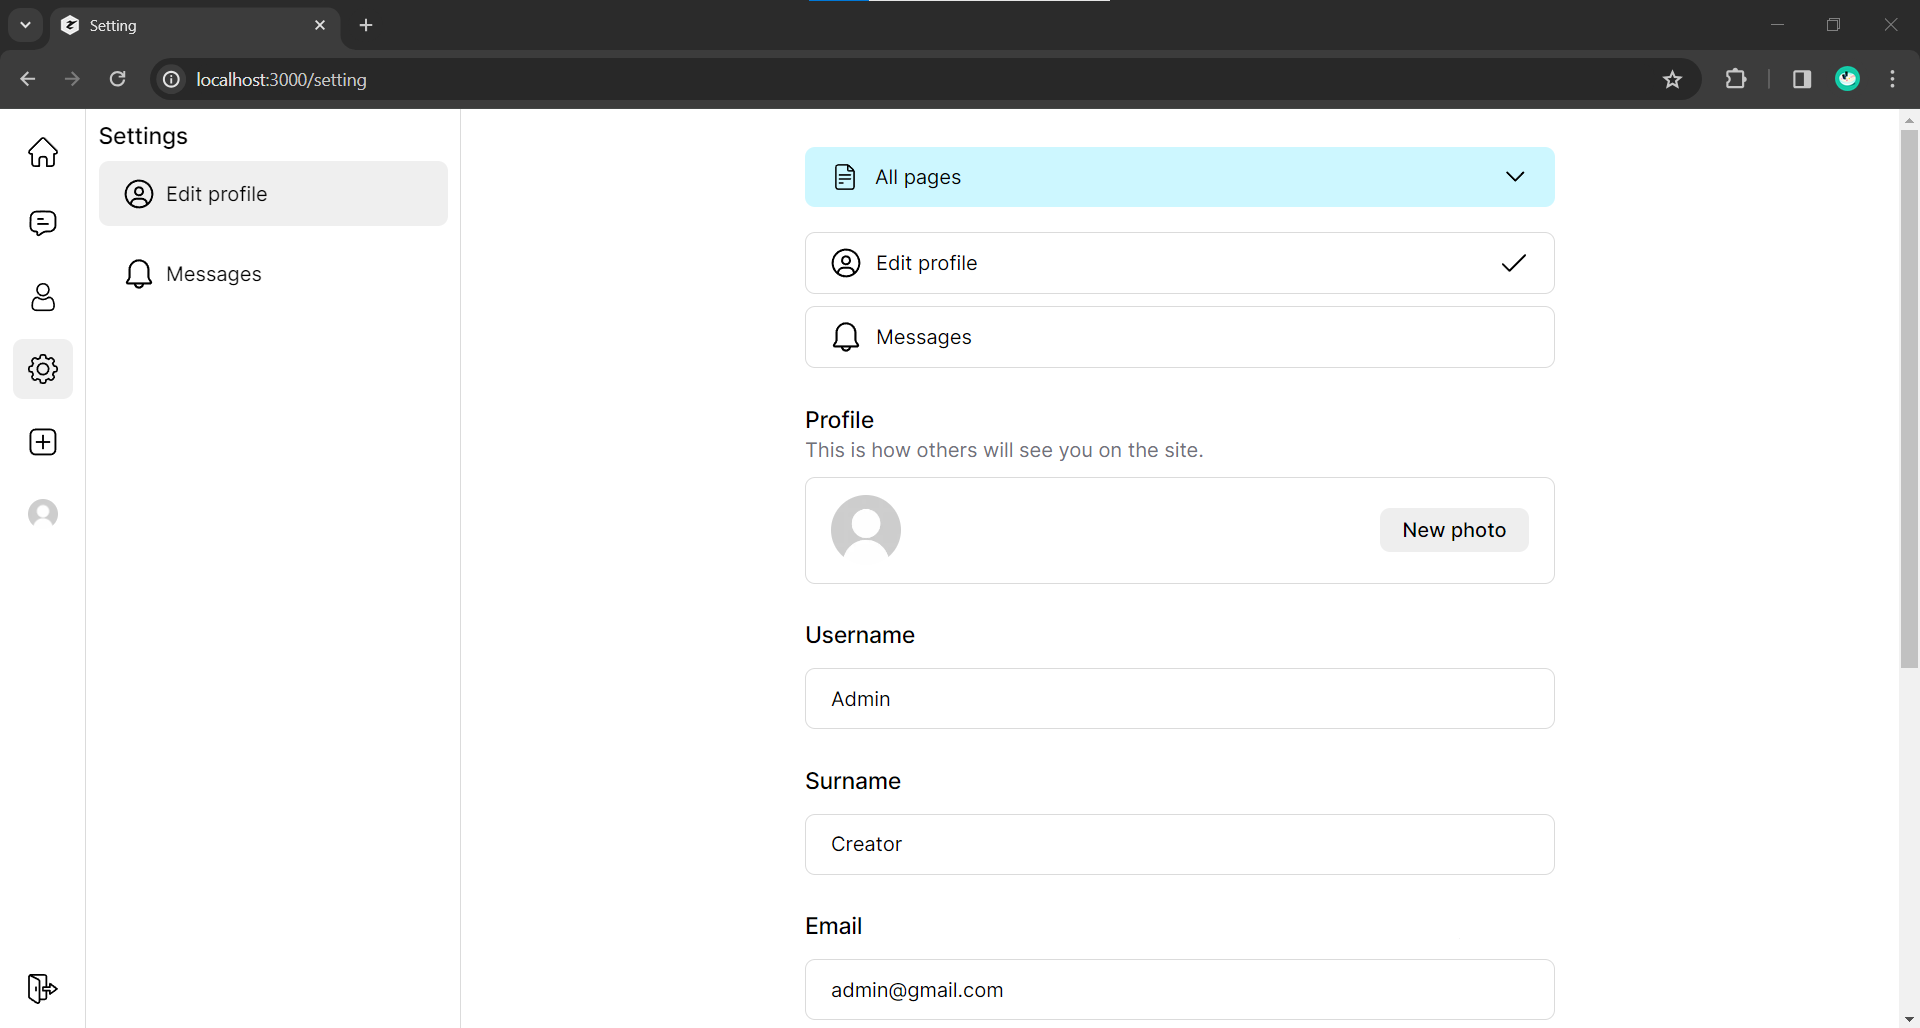 Setting
localhost:3000/setting
Settings
Edit profile
Messages
All pages
Edit profile
Messages
Profile
This is how others will see you on the site.
New photo
Username
Admin
Surname
Creator
Email
admin@gmail.com